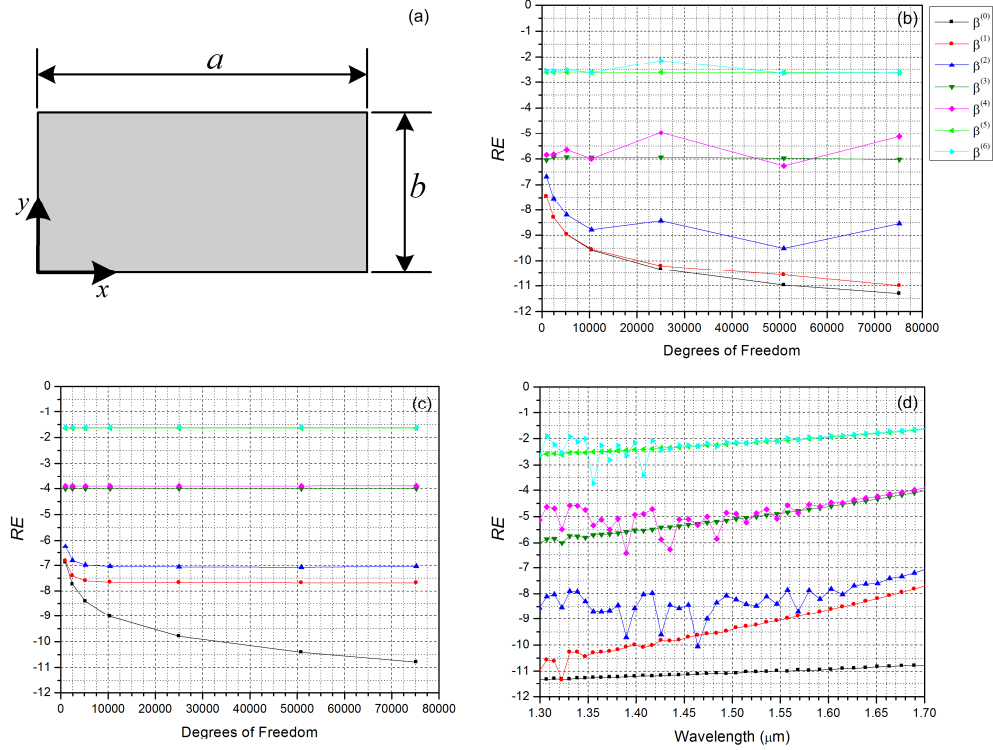 (a)
a
b
y
x
(b)
0
-1
-2
-3
-4
-5
-6
-7
-8
-9
-10
-11
-12
RE
0 10000 20000 30000 40000 50000 60000 70000 80000
Degrees of Freedom
β(0)
β(1)
β(2)
β(3)
β(4)
β(5)
β(6)
(c)
0
-1
-2
-3
-4
-5
-6
-7
-8
-9
-10
-11
-12
RE
0 10000 20000 30000 40000 50000 60000 70000 80000
Degrees of Freedom
(d)
0
-1
-2
-3
-4
-5
-6
-7
-8
-9
-10
-11
-12
RE
1.30 1.35 1.40 1.45 1.50 1.55 1.60 1.65 1.70
Wavelength (μm)